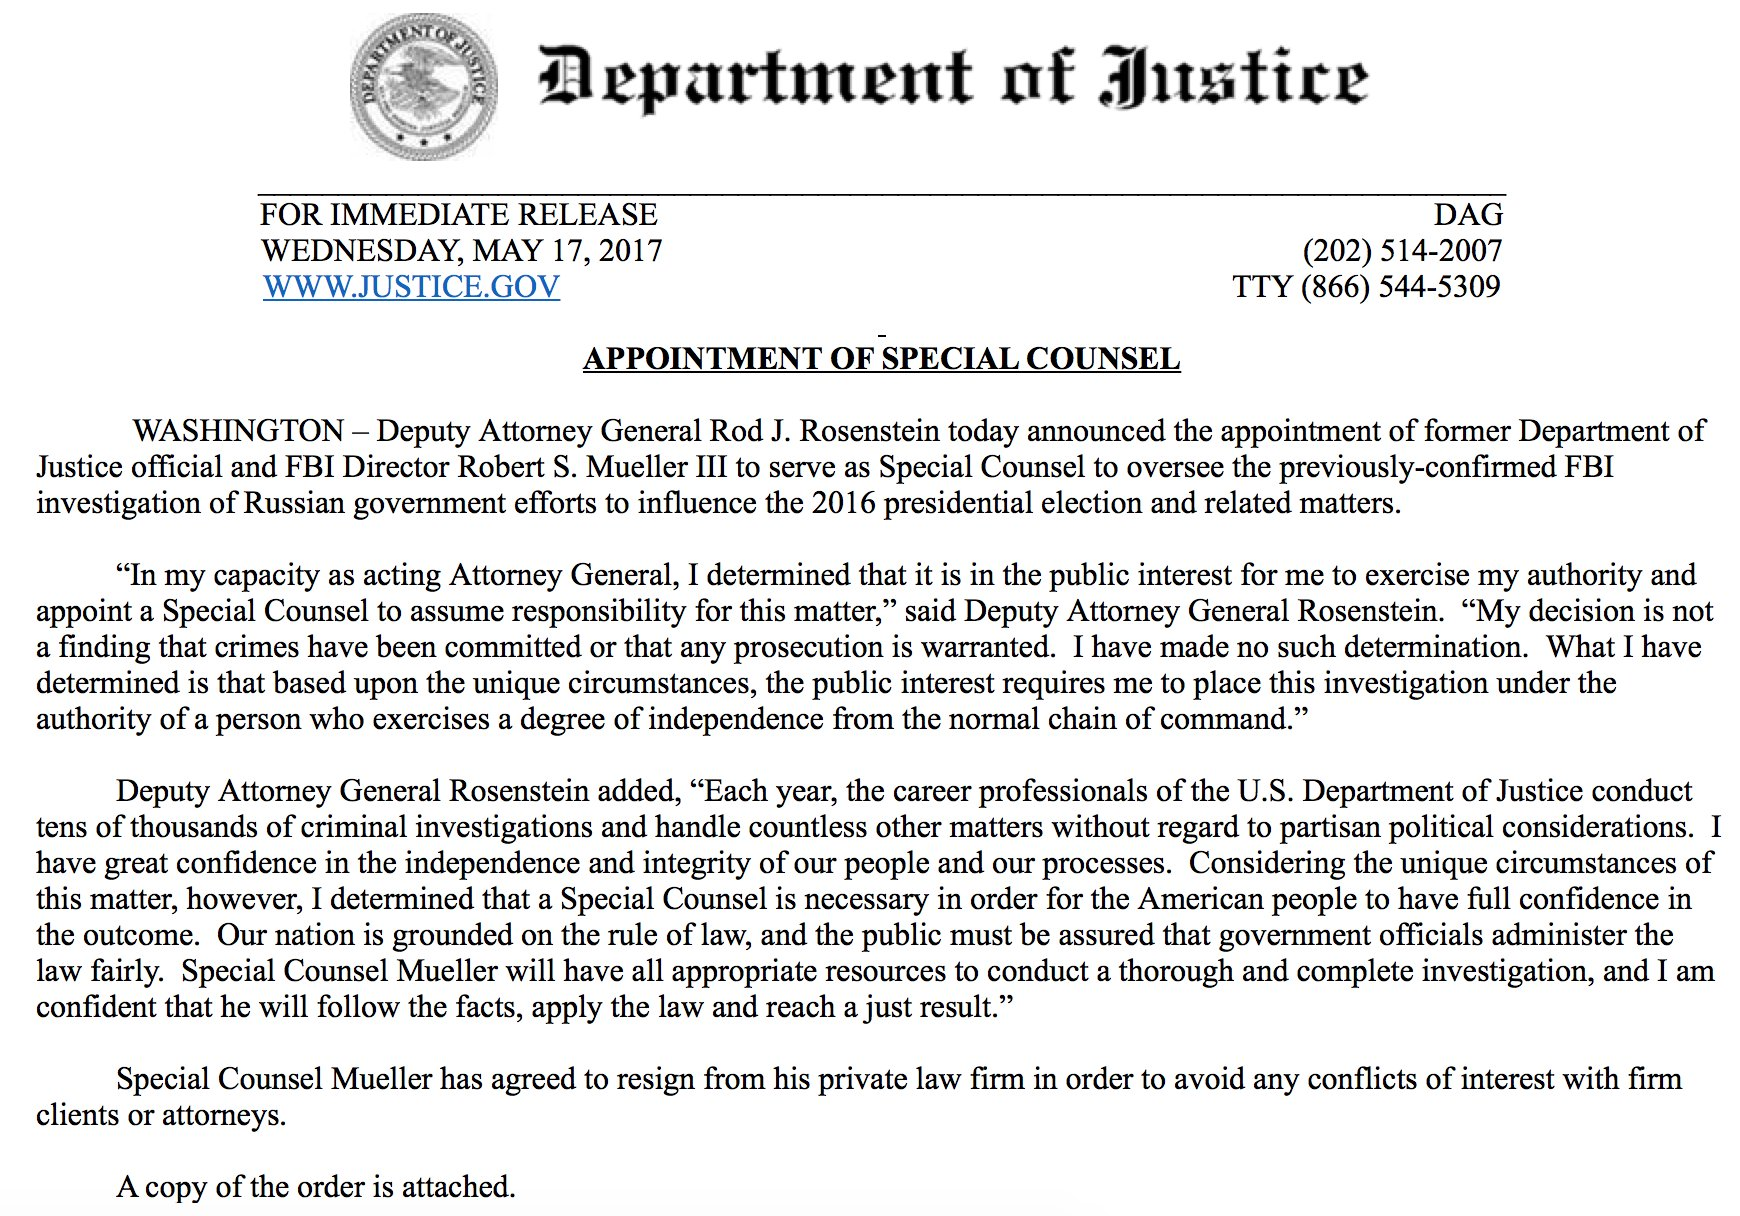 DEPARTMENT OF JUSTICE
Department of Justice
FOR IMMEDIATE RELEASE DAG
WEDNESDAY, MAY 17, 2017 (202) 514-2007
WWW.JUSTICE.GOV TTY (866) 544-5309
APPOINTMENT OF SPECIAL COUNSEL
WASHINGTON – Deputy Attorney General Rod J. Rosenstein today announced the appointment of former Department of
Justice official and FBI Director Robert S. Mueller III to serve as Special Counsel to oversee the previously-confirmed FBI
investigation of Russian government efforts to influence the 2016 presidential election and related matters.
“In my capacity as acting Attorney General, I determined that it is in the public interest for me to exercise my authority and
appoint a Special Counsel to assume responsibility for this matter,” said Deputy Attorney General Rosenstein.  “My decision is not
a finding that crimes have been committed or that any prosecution is warranted.  I have made no such determination.  What I have
determined is that based upon the unique circumstances, the public interest requires me to place this investigation under the
authority of a person who exercises a degree of independence from the normal chain of command.”
Deputy Attorney General Rosenstein added, “Each year, the career professionals of the U.S. Department of Justice conduct
tens of thousands of criminal investigations and handle countless other matters without regard to partisan political considerations.  I
have great confidence in the independence and integrity of our people and our processes.  Considering the unique circumstances of
this matter, however, I determined that a Special Counsel is necessary in order for the American people to have full confidence in
the outcome.  Our nation is grounded on the rule of law, and the public must be assured that government officials administer the
law fairly.  Special Counsel Mueller will have all appropriate resources to conduct a thorough and complete investigation, and I am
confident that he will follow the facts, apply the law and reach a just result.”
Special Counsel Mueller has agreed to resign from his private law firm in order to avoid any conflicts of interest with firm
clients or attorneys.
A copy of the order is attached.